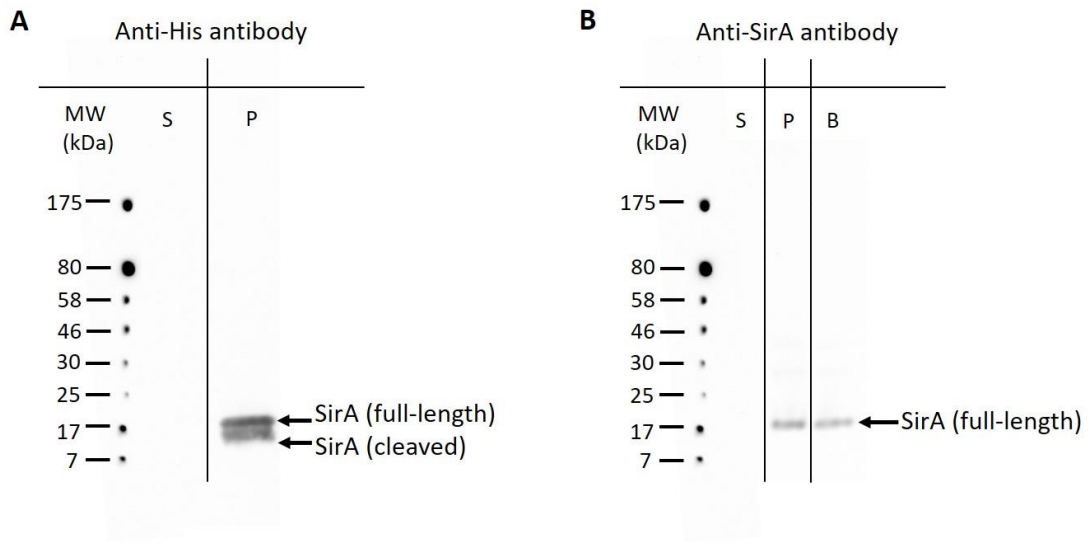 A
Anti-His antibody
MW
(kDa)
S
P
175
80
58
46
30
25
17
7
SirA (full-length)
SirA (cleaved)
B
Anti-SirA antibody
MW
(kDa)
S
P
B
175
80
58
46
30
25
17
7
SirA (full-length)